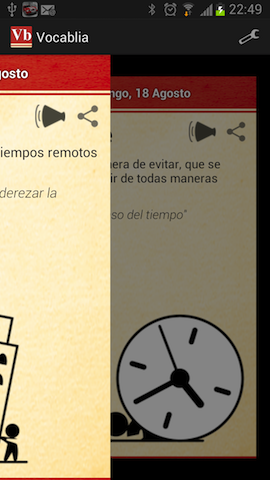 22:49
Vb Vocablia
gosto
ngo, 18 Agosto
iempos remotos
era de evitar, que se
ir de todas maneras
derezar la
so del tiempo"